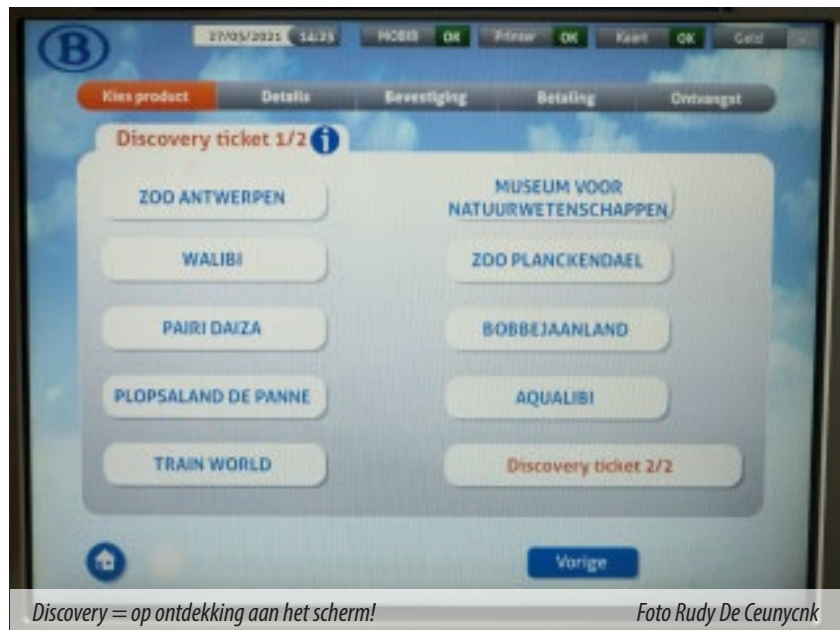 B
27/05/2021 14:25 MOBIB OK Printer OK Kaart OK Geld -
Kies product Details Bevestiging Betaling Ontvangst
Discovery ticket 1/2 i
ZOO ANTWERPEN
MUSEUM VOOR
NATUURWETENSCHAPPEN
WALIBI
ZOO PLANCKENDAEL
PAIRI DAIZA
BOBBEJAANLAND
PLOPSALAND DE PANNE
AQUALIBI
TRAIN WORLD
Discovery ticket 2/2
Vorige
Discovery = op ontdekking aan het scherm!
Foto Rudy De Ceunycnk